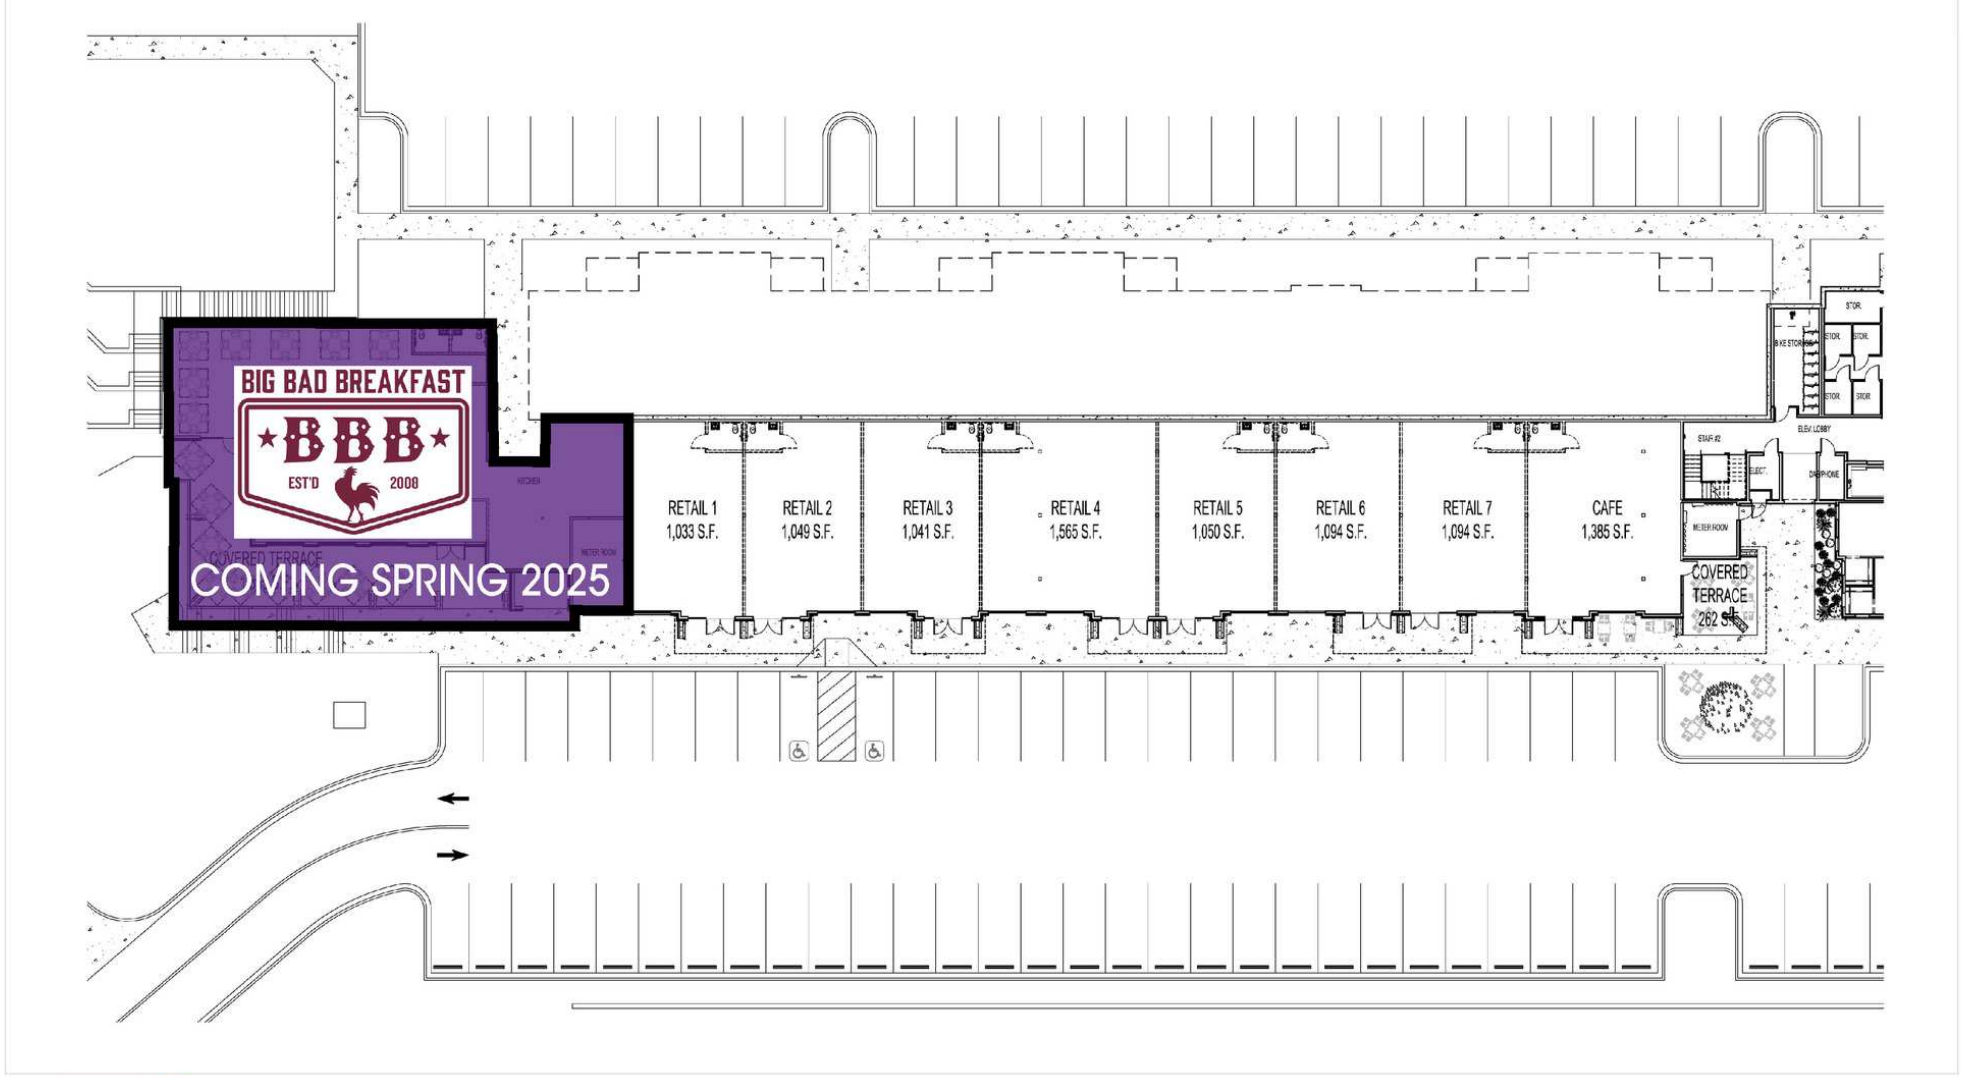 STOR.
BIKE STORAGE
STOR.
STOR.
STOR.
STOR.
BIG BAD BREAKFAST
BBB
EST'D
2008
KITCHEN
METER ROOM
COVERED TERRACE
COMING SPRING 2025
RETAIL 1
1,033 S.F.
RETAIL 2
1,049 S.F.
RETAIL 3
1,041 S.F.
RETAIL 4
1,565 S.F.
RETAIL 5
1,050 S.F.
RETAIL 6
1,094 S.F.
RETAIL 7
1,094 S.F.
CAFE
1,385 S.F.
STAIR #2
ELEV. LOBBY
ELECT.
METER ROOM
COVERED
TERRACE
262 S.F.